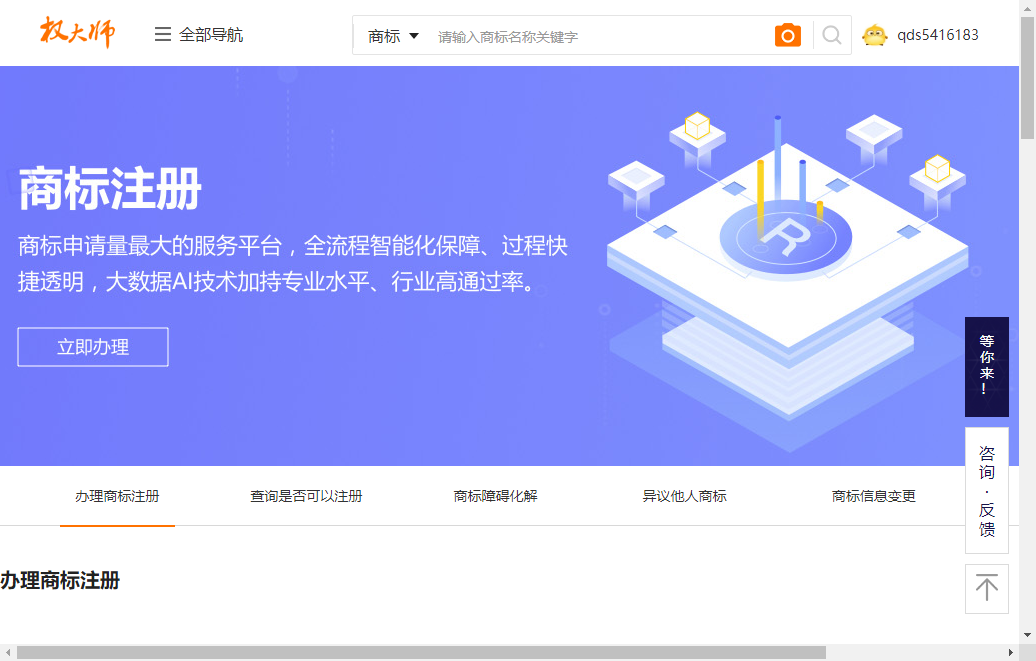 权大师
全部导航
商标
请输入商标名称关键字
qds5416183
商标注册
商标申请量最大的服务平台，全流程智能化保障、过程快
捷透明，大数据AI技术加持专业水平、行业高通过率。
立即办理
R
等你来！
办理商标注册
查询是否可以注册
商标障碍化解
异议他人商标
商标信息变更
咨询·反馈
办理商标注册